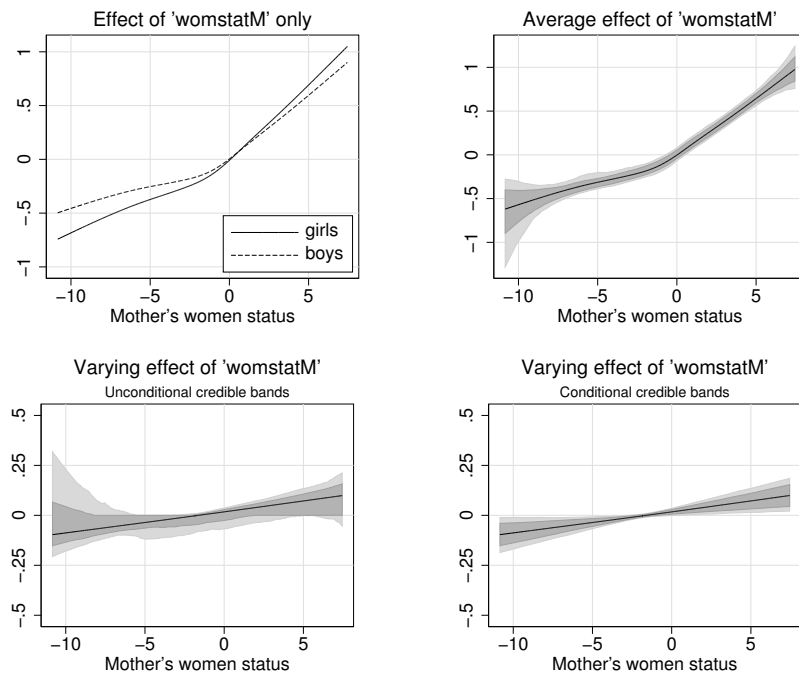 Effect of 'womstatM' only
1
.5
0
−.5
−1
girls
boys
−10 −5 0 5
Mother's women status
Average effect of 'womstatM'
1
.5
0
−.5
−1
−10 −5 0 5
Mother's women status
Varying effect of 'womstatM'
Unconditional credible bands
.5
.25
0
−.25
−.5
−10 −5 0 5
Mother's women status
Varying effect of 'womstatM'
Conditional credible bands
.5
.25
0
−.25
−.5
−10 −5 0 5
Mother's women status